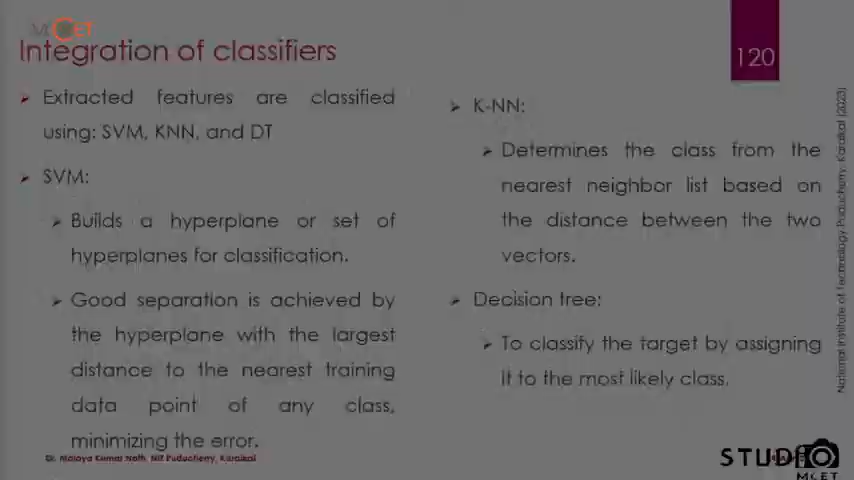 MCET
Integration of classifiers
120
Extracted features are classified
using: SVM, KNN, and DT
SVM:
Builds a hyperplane or set of
hyperplanes for classification.
Good separation is achieved by
the hyperplane with the largest
distance to the nearest training
data point of any class,
minimizing the error.
K-NN:
Determines the class from the
nearest neighbor list based on
the distance between the two
vectors.
Decision tree:
To classify the target by assigning
it to the most likely class.
National Institute of Technology Puducherry, Karaikal (2023)
Dr. Malaya Kumar Nath, NIT Puducherry, Karaikal
STUDIO
MCET